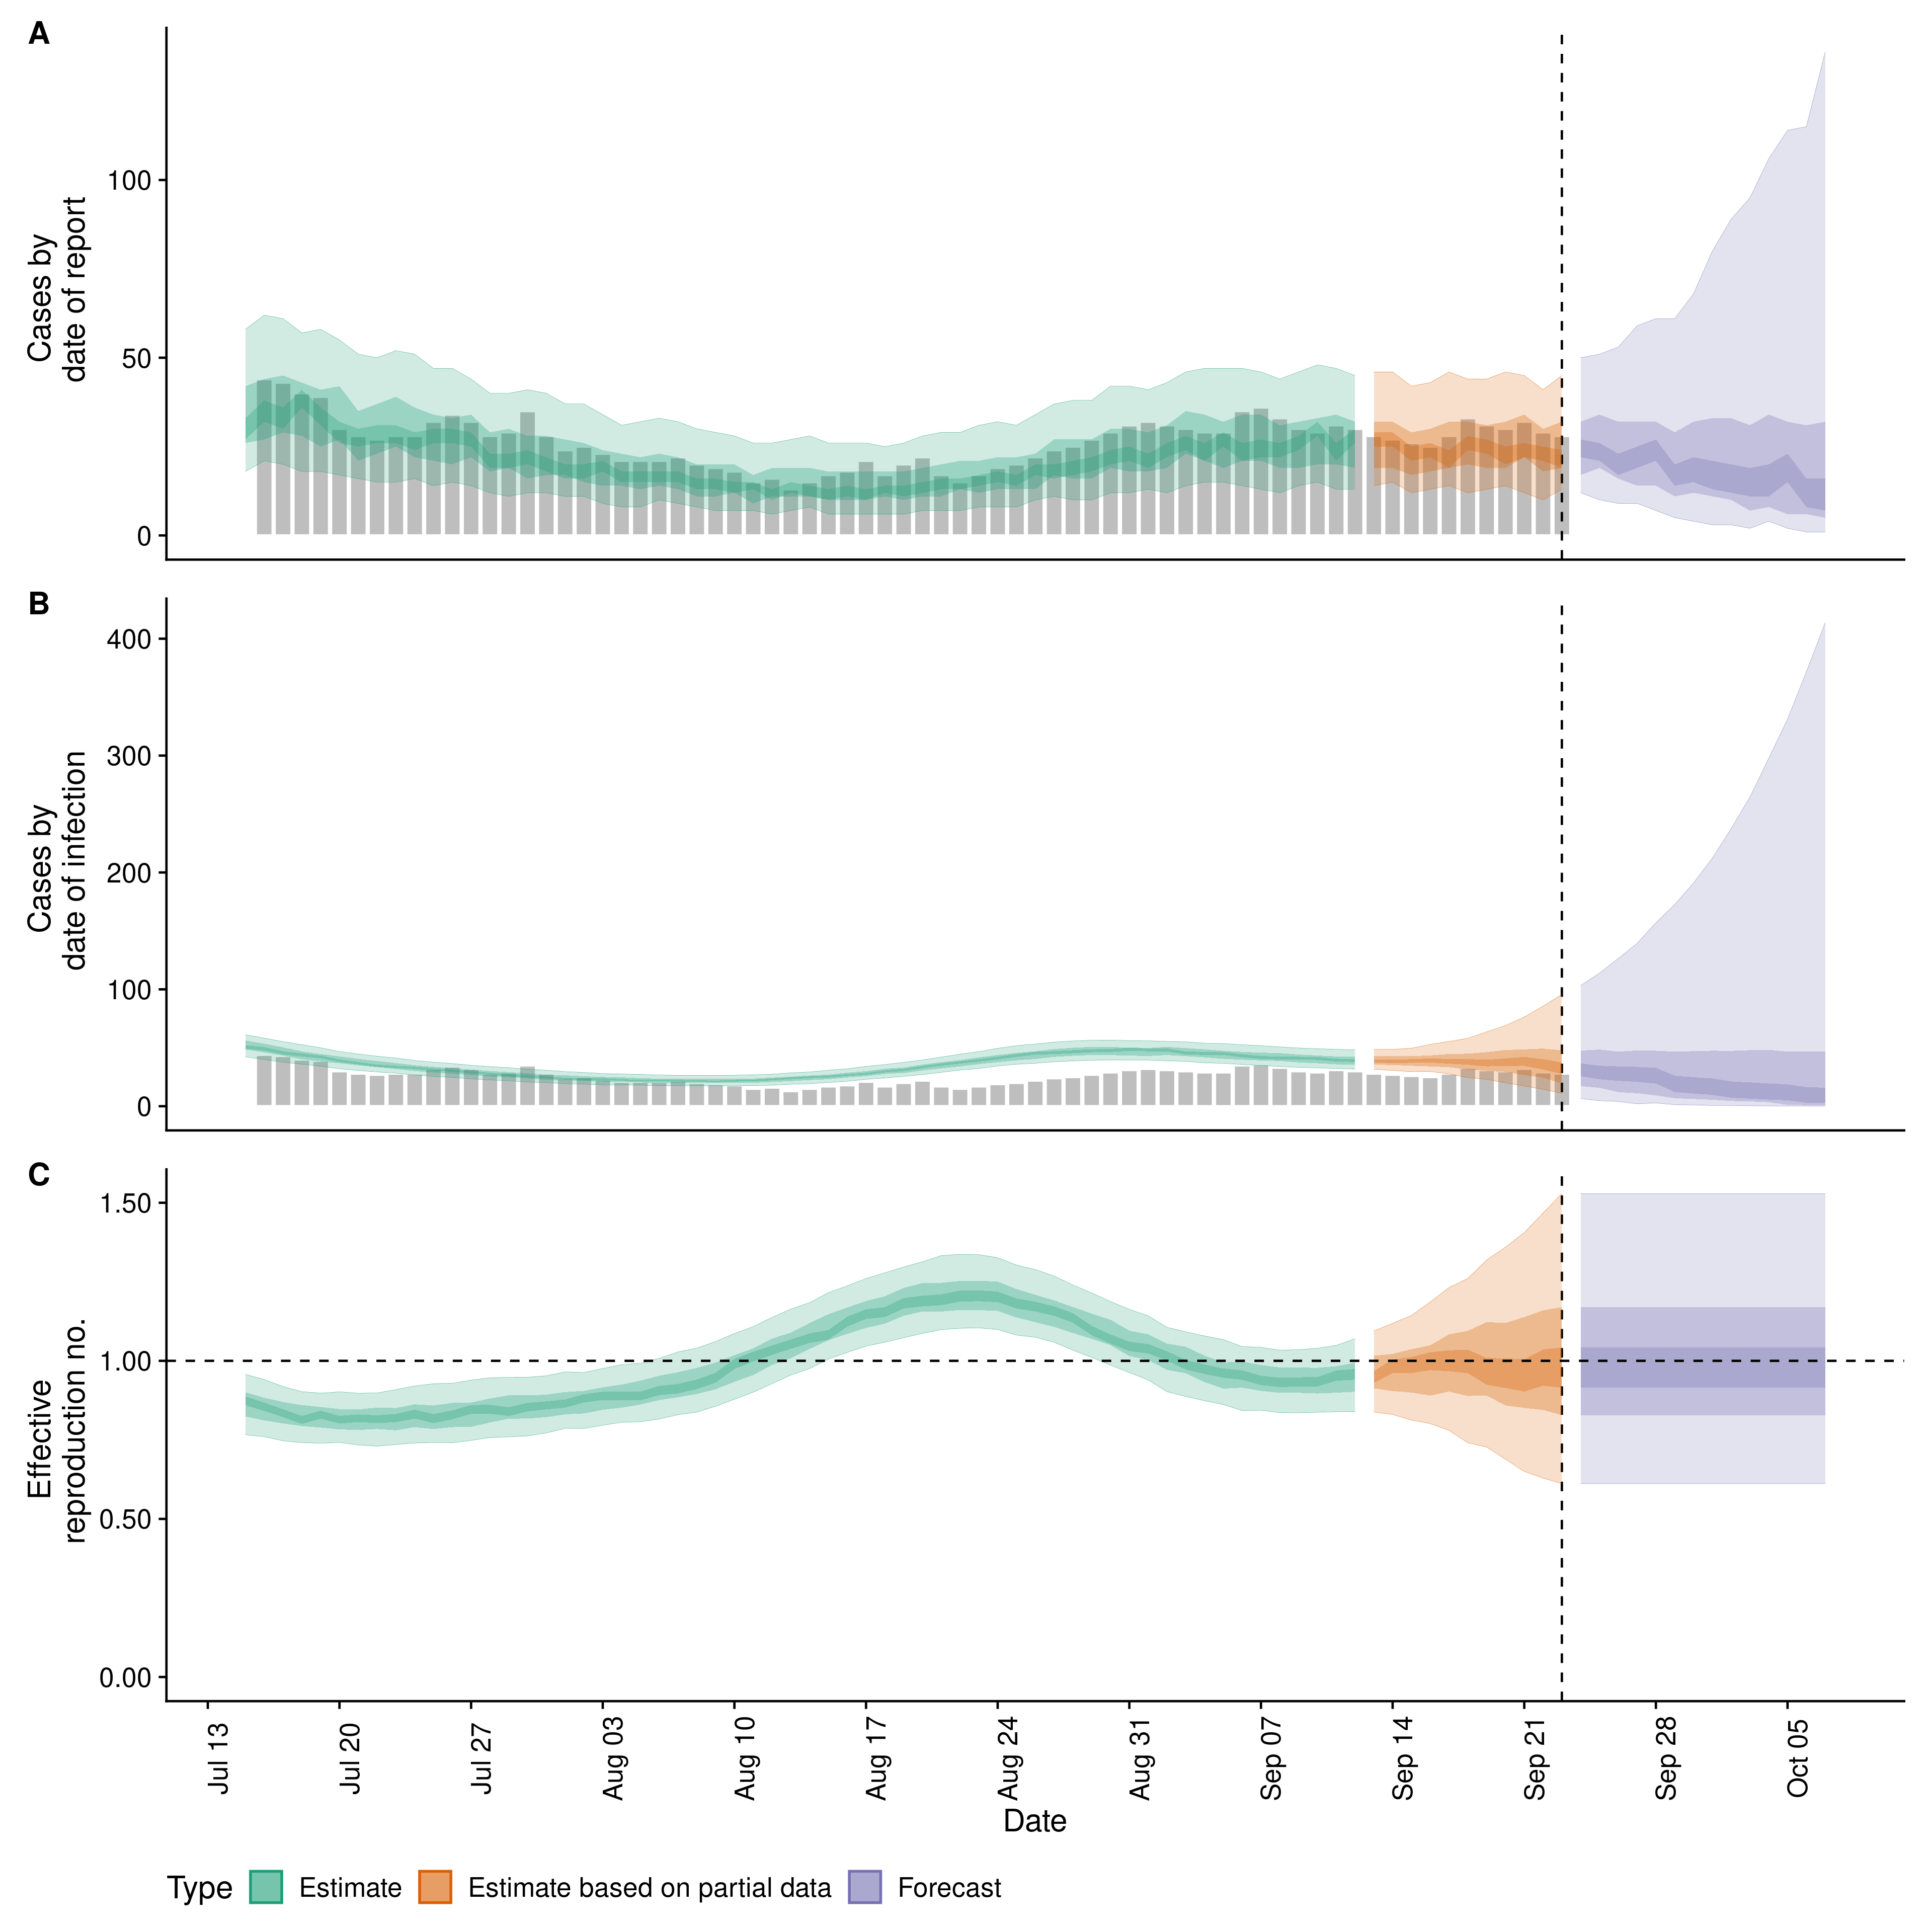 A
Cases by
date of report
100
50
0
B
Cases by
date of infection
400
300
200
100
0
C
Effective
reproduction no.
1.50
1.00
0.50
0.00
Jul 13
Jul 20
Jul 27
Aug 03
Aug 10
Aug 17
Aug 24
Aug 31
Sep 07
Sep 14
Sep 21
Sep 28
Oct 05
Date
Type Estimate Estimate based on partial data Forecast